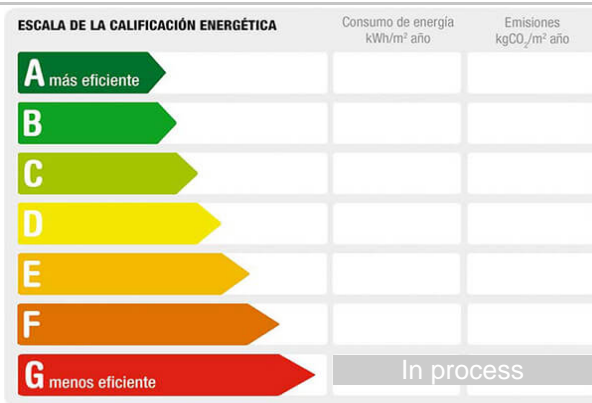 ESCALA DE LA CALIFICACIÓN ENERGÉTICA
Consumo de energía
kWh/m² año
Emisiones
kgCO₂/m² año
A más eficiente
B
C
D
E
F
G menos eficiente
In process